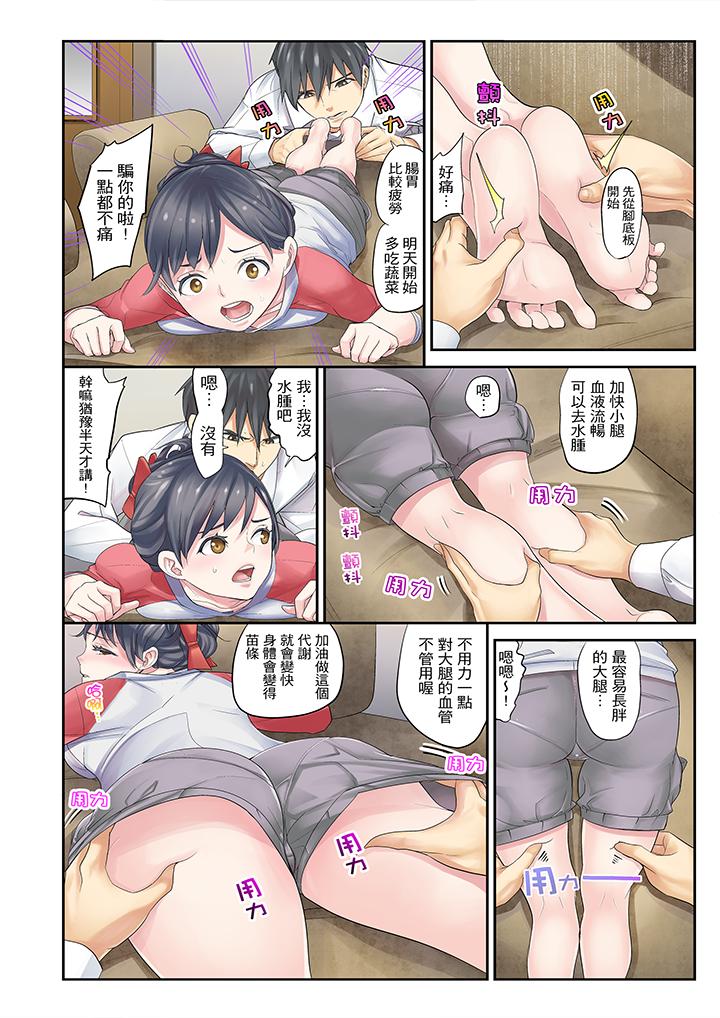 先從腳底板
開始
用力
顫抖
好痛…
用力
用力
腸胃
比較疲勞
明天開始
多吃蔬菜
騙你的啦！
一點都不痛
加快小腿
血液流暢
可以去水腫
嗯…
用力
用力
顫抖
顫抖
我…我沒
水腫吧
嗯…沒有
幹嘛猶豫半天才講！
最容易長胖
的大腿…
嗯嗯～！
用力
不用力一點
對大腿的血管
不管用喔
加油做這個
代謝
就會變快
身體會變得
苗條
哈啊…
用力
用力
用力
用力